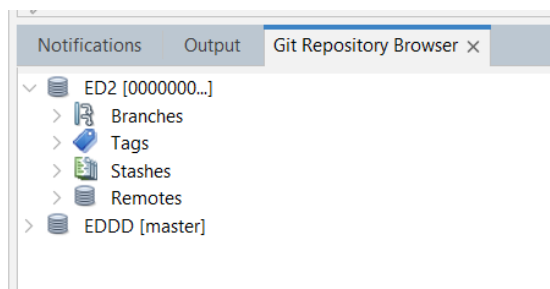 Notifications Output Git Repository Browser ×
ED2 [0000000...]
Branches
Tags
Stashes
Remotes
EDDD [master]